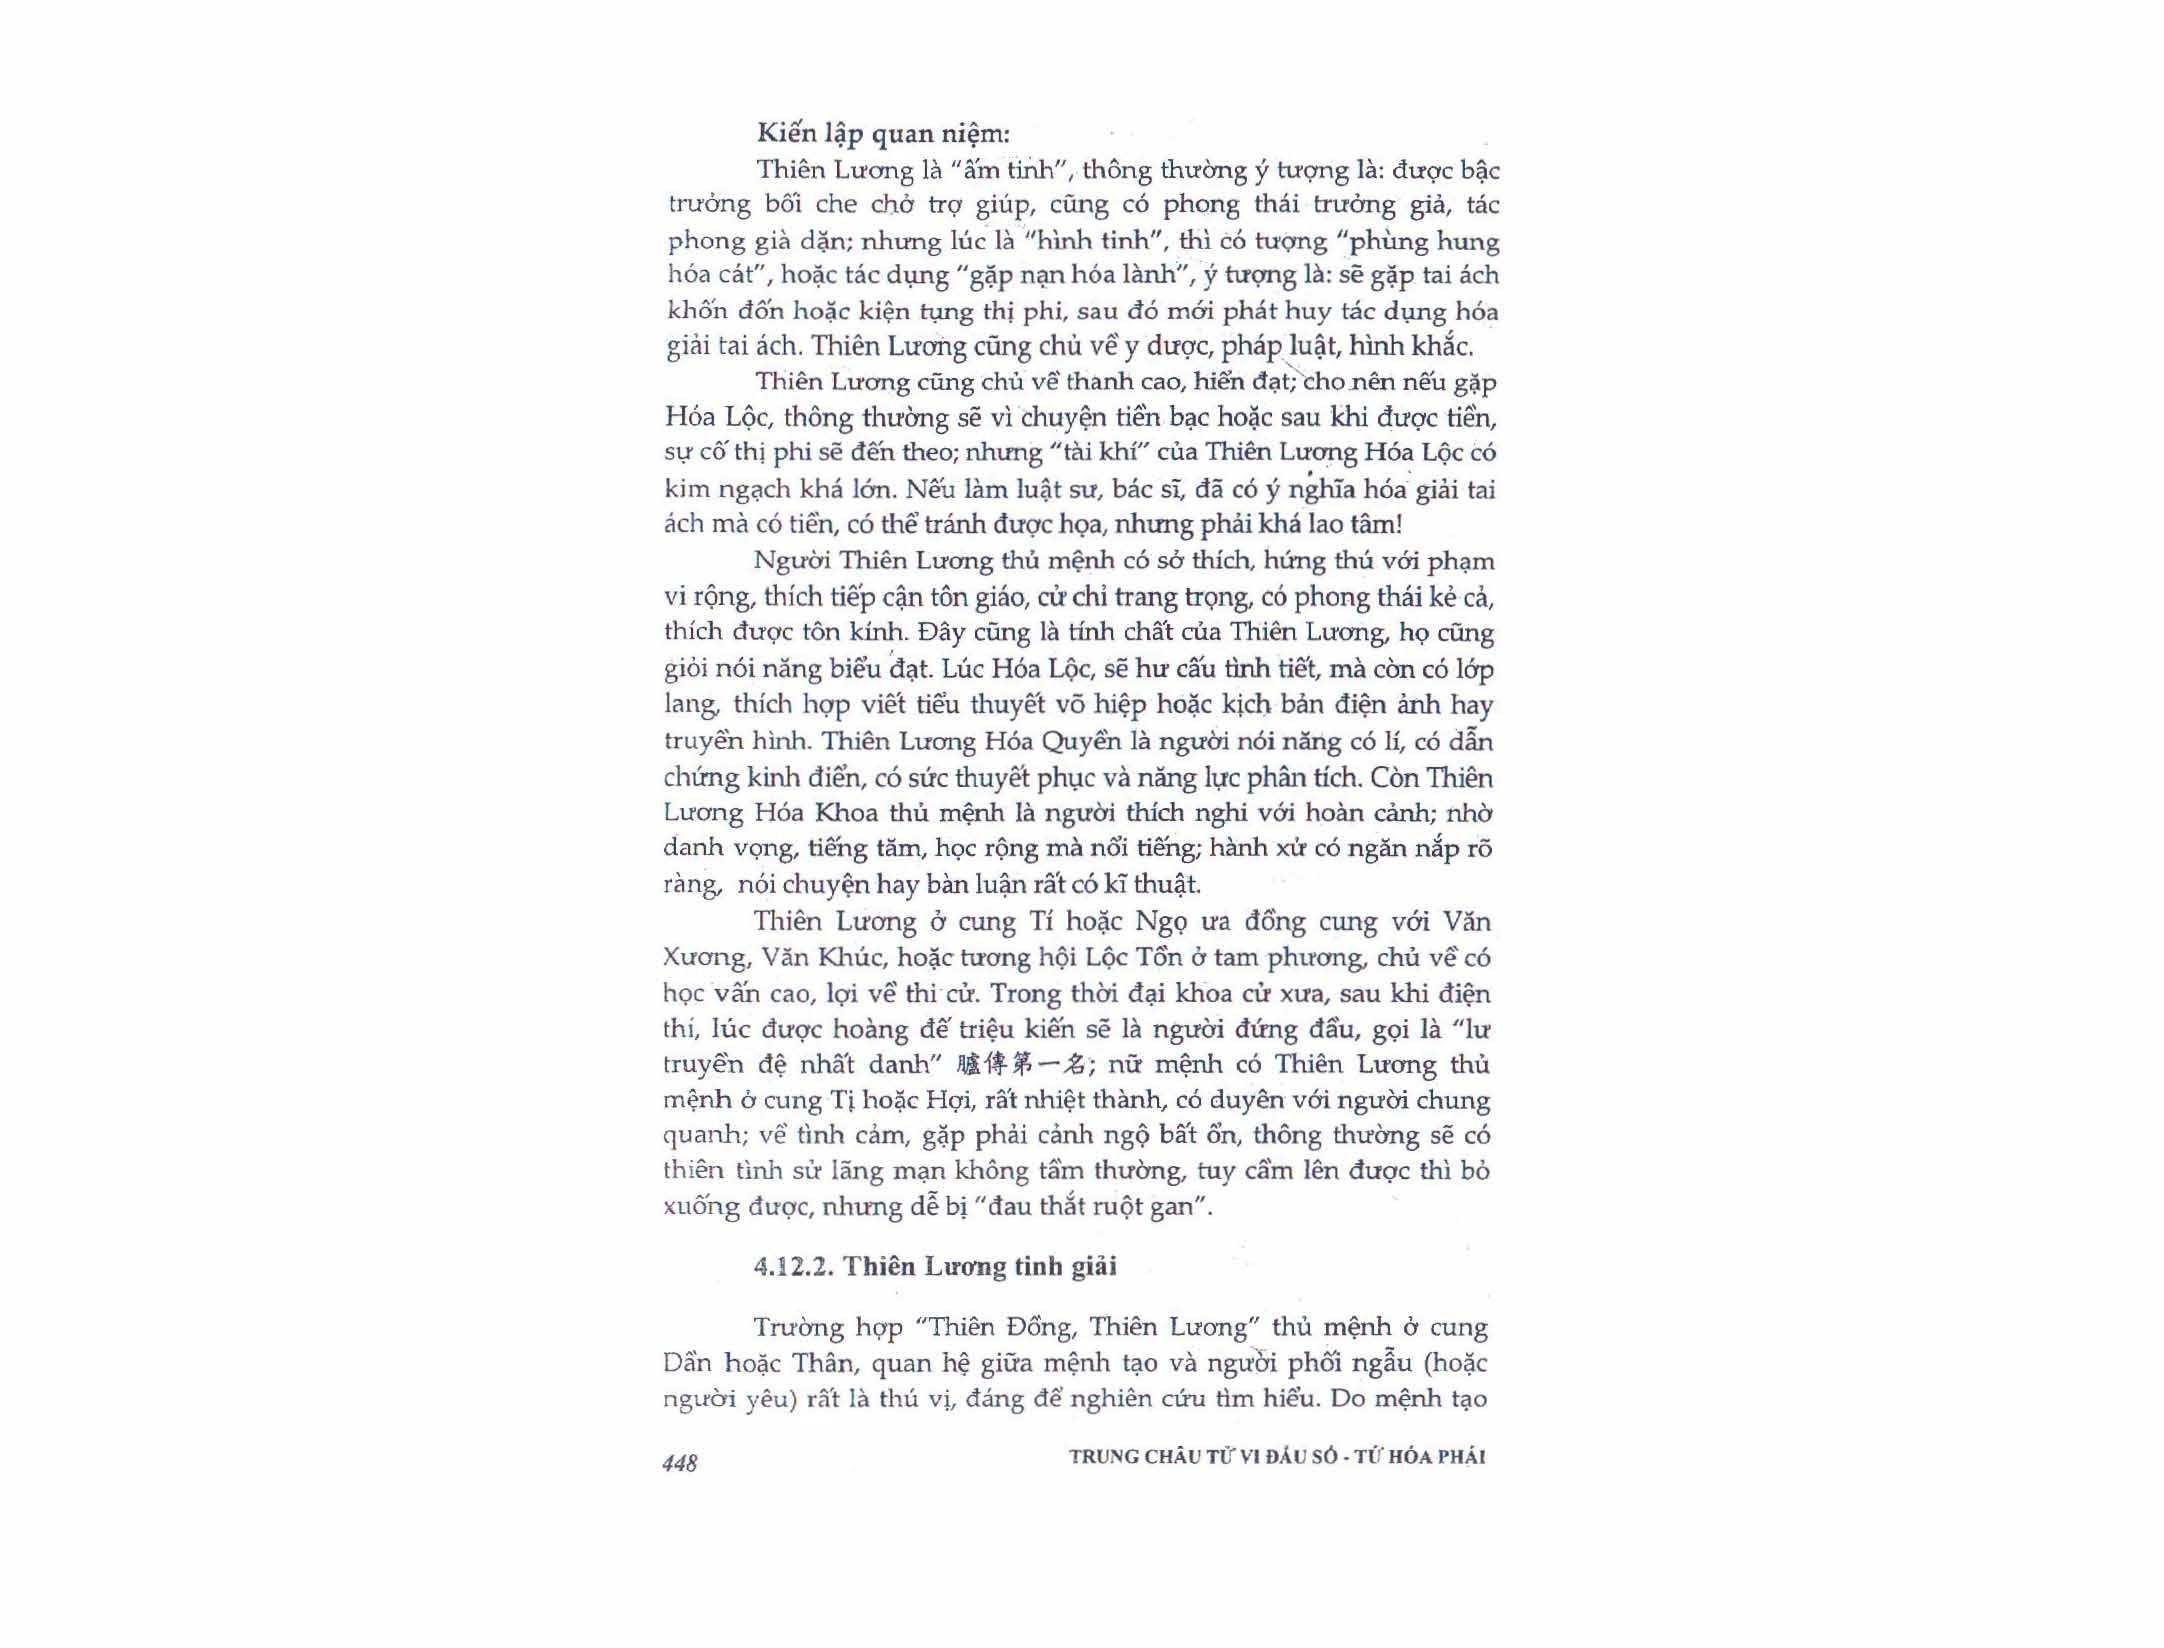 Kiến lập quan niệm:
Thiên Lương là "ấm tinh", thông thường ý tượng là: được bậc
trưởng bối che chở trợ giúp, cũng có phong thái trưởng giả, tác
phong già dặn; nhưng lúc là "hình tinh", thì có tượng "phùng hung
hóa cát", hoặc tác dụng "gặp nạn hóa lành", ý tượng là: sẽ gặp tai ách
khốn đốn hoặc kiện tụng thị phi, sau đó mới phát huy tác dụng hóa
giải tai ách. Thiên Lương cũng chủ về y dược, pháp luật, hình khắc.
Thiên Lương cũng chủ về thanh cao, hiển đạt; cho nên nếu gặp
Hóa Lộc, thông thường sẽ vì chuyện tiền bạc hoặc sau khi được tiền,
sự cố thị phi sẽ đến theo; nhưng "tài khí" của Thiên Lương Hóa Lộc có
kim ngạch khá lớn. Nếu làm luật sư, bác sĩ, đã có ý nghĩa hóa giải tai
ách mà có tiền, có thể tránh được họa, nhưng phải khá lao tâm!
Người Thiên Lương thủ mệnh có sở thích, hứng thú với phạm
vi rộng, thích tiếp cận tôn giáo, cử chỉ trang trọng, có phong thái kẻ cả,
thích được tôn kính. Đây cũng là tính chất của Thiên Lương, họ cũng
giỏi nói năng biểu đạt. Lúc Hóa Lộc, sẽ hư cấu tình tiết, mà còn có lớp
lang, thích hợp viết tiểu thuyết võ hiệp hoặc kịch bản điện ảnh hay
truyền hình. Thiên Lương Hóa Quyền là người nói năng có lí, có dẫn
chứng kinh điển, có sức thuyết phục và năng lực phân tích. Còn Thiên
Lương Hóa Khoa thủ mệnh là người thích nghi với hoàn cảnh; nhờ
danh vọng, tiếng tăm, học rộng mà nổi tiếng; hành xử có ngăn nắp rõ
ràng, nói chuyện hay bàn luận rất có kĩ thuật.
Thiên Lương ở cung Tí hoặc Ngọ ưa đồng cung với Văn
Xương, Văn Khúc, hoặc tương hội Lộc Tồn ở tam phương, chủ về có
học vấn cao, lợi về thi cử. Trong thời đại khoa cử xưa, sau khi điện
thí, lúc được hoàng đế triệu kiến sẽ là người đứng đầu, gọi là "lư
truyền đệ nhất danh"臚傳第一名; nữ mệnh có Thiên Lương thủ
mệnh ở cung Tị hoặc Hợi, rất nhiệt thành, có duyên với người chung
quanh; về tình cảm, gặp phải cảnh ngộ bất ổn, thông thường sẽ có
thiên tình sử lãng mạn không tầm thường, tuy cầm lên được thì bỏ
xuống được, nhưng dễ bị "đau thắt ruột gan".
4.12.2. Thiên Lương tinh giải
Trường hợp "Thiên Đồng, Thiên Lương" thủ mệnh ở cung
Dần hoặc Thân, quan hệ giữa mệnh tạo và người phối ngẫu (hoặc
người yêu) rất là thú vị, đáng để nghiên cứu tìm hiểu. Do mệnh tạo
448 TRUNG CHÂU TỬ VI ĐẨU SỐ - TỨ HÓA PHÁI